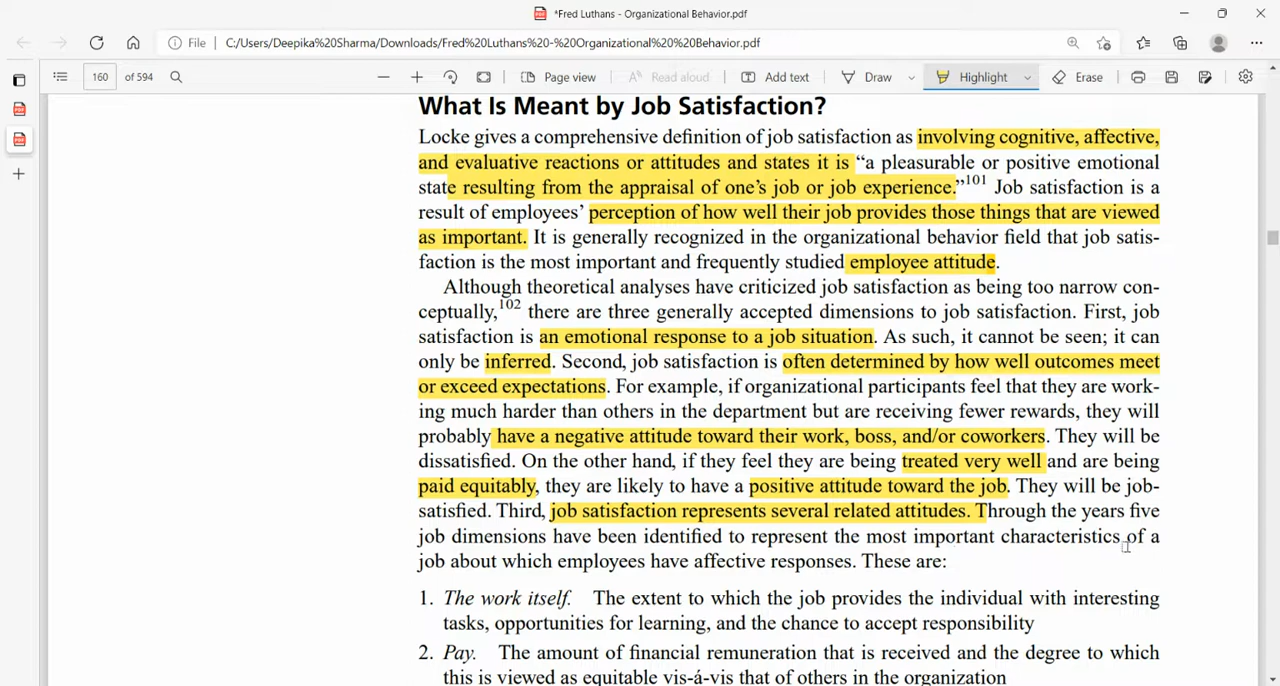 *Fred Luthans - Organizational Behavior.pdf
File C:/Users/Deepika%20Sharma/Downloads/Fred%20Luthans%20-%20Organizational%20%20Behavior.pdf
160 of 594 Page view Read aloud Add text Draw Highlight Erase
What Is Meant by Job Satisfaction?
Locke gives a comprehensive definition of job satisfaction as involving cognitive, affective,
and evaluative reactions or attitudes and states it is “a pleasurable or positive emotional
state resulting from the appraisal of one’s job or job experience.”101 Job satisfaction is a
result of employees’ perception of how well their job provides those things that are viewed
as important. It is generally recognized in the organizational behavior field that job satis-
faction is the most important and frequently studied employee attitude.
Although theoretical analyses have criticized job satisfaction as being too narrow con-
ceptually,102 there are three generally accepted dimensions to job satisfaction. First, job
satisfaction is an emotional response to a job situation. As such, it cannot be seen; it can
only be inferred. Second, job satisfaction is often determined by how well outcomes meet
or exceed expectations. For example, if organizational participants feel that they are work-
ing much harder than others in the department but are receiving fewer rewards, they will
probably have a negative attitude toward their work, boss, and/or coworkers. They will be
dissatisfied. On the other hand, if they feel they are being treated very well and are being
paid equitably, they are likely to have a positive attitude toward the job. They will be job-
satisfied. Third, job satisfaction represents several related attitudes. Through the years five
job dimensions have been identified to represent the most important characteristics of a
job about which employees have affective responses. These are:
1. The work itself. The extent to which the job provides the individual with interesting
tasks, opportunities for learning, and the chance to accept responsibility
2. Pay. The amount of financial remuneration that is received and the degree to which
this is viewed as equitable vis-á-vis that of others in the organization